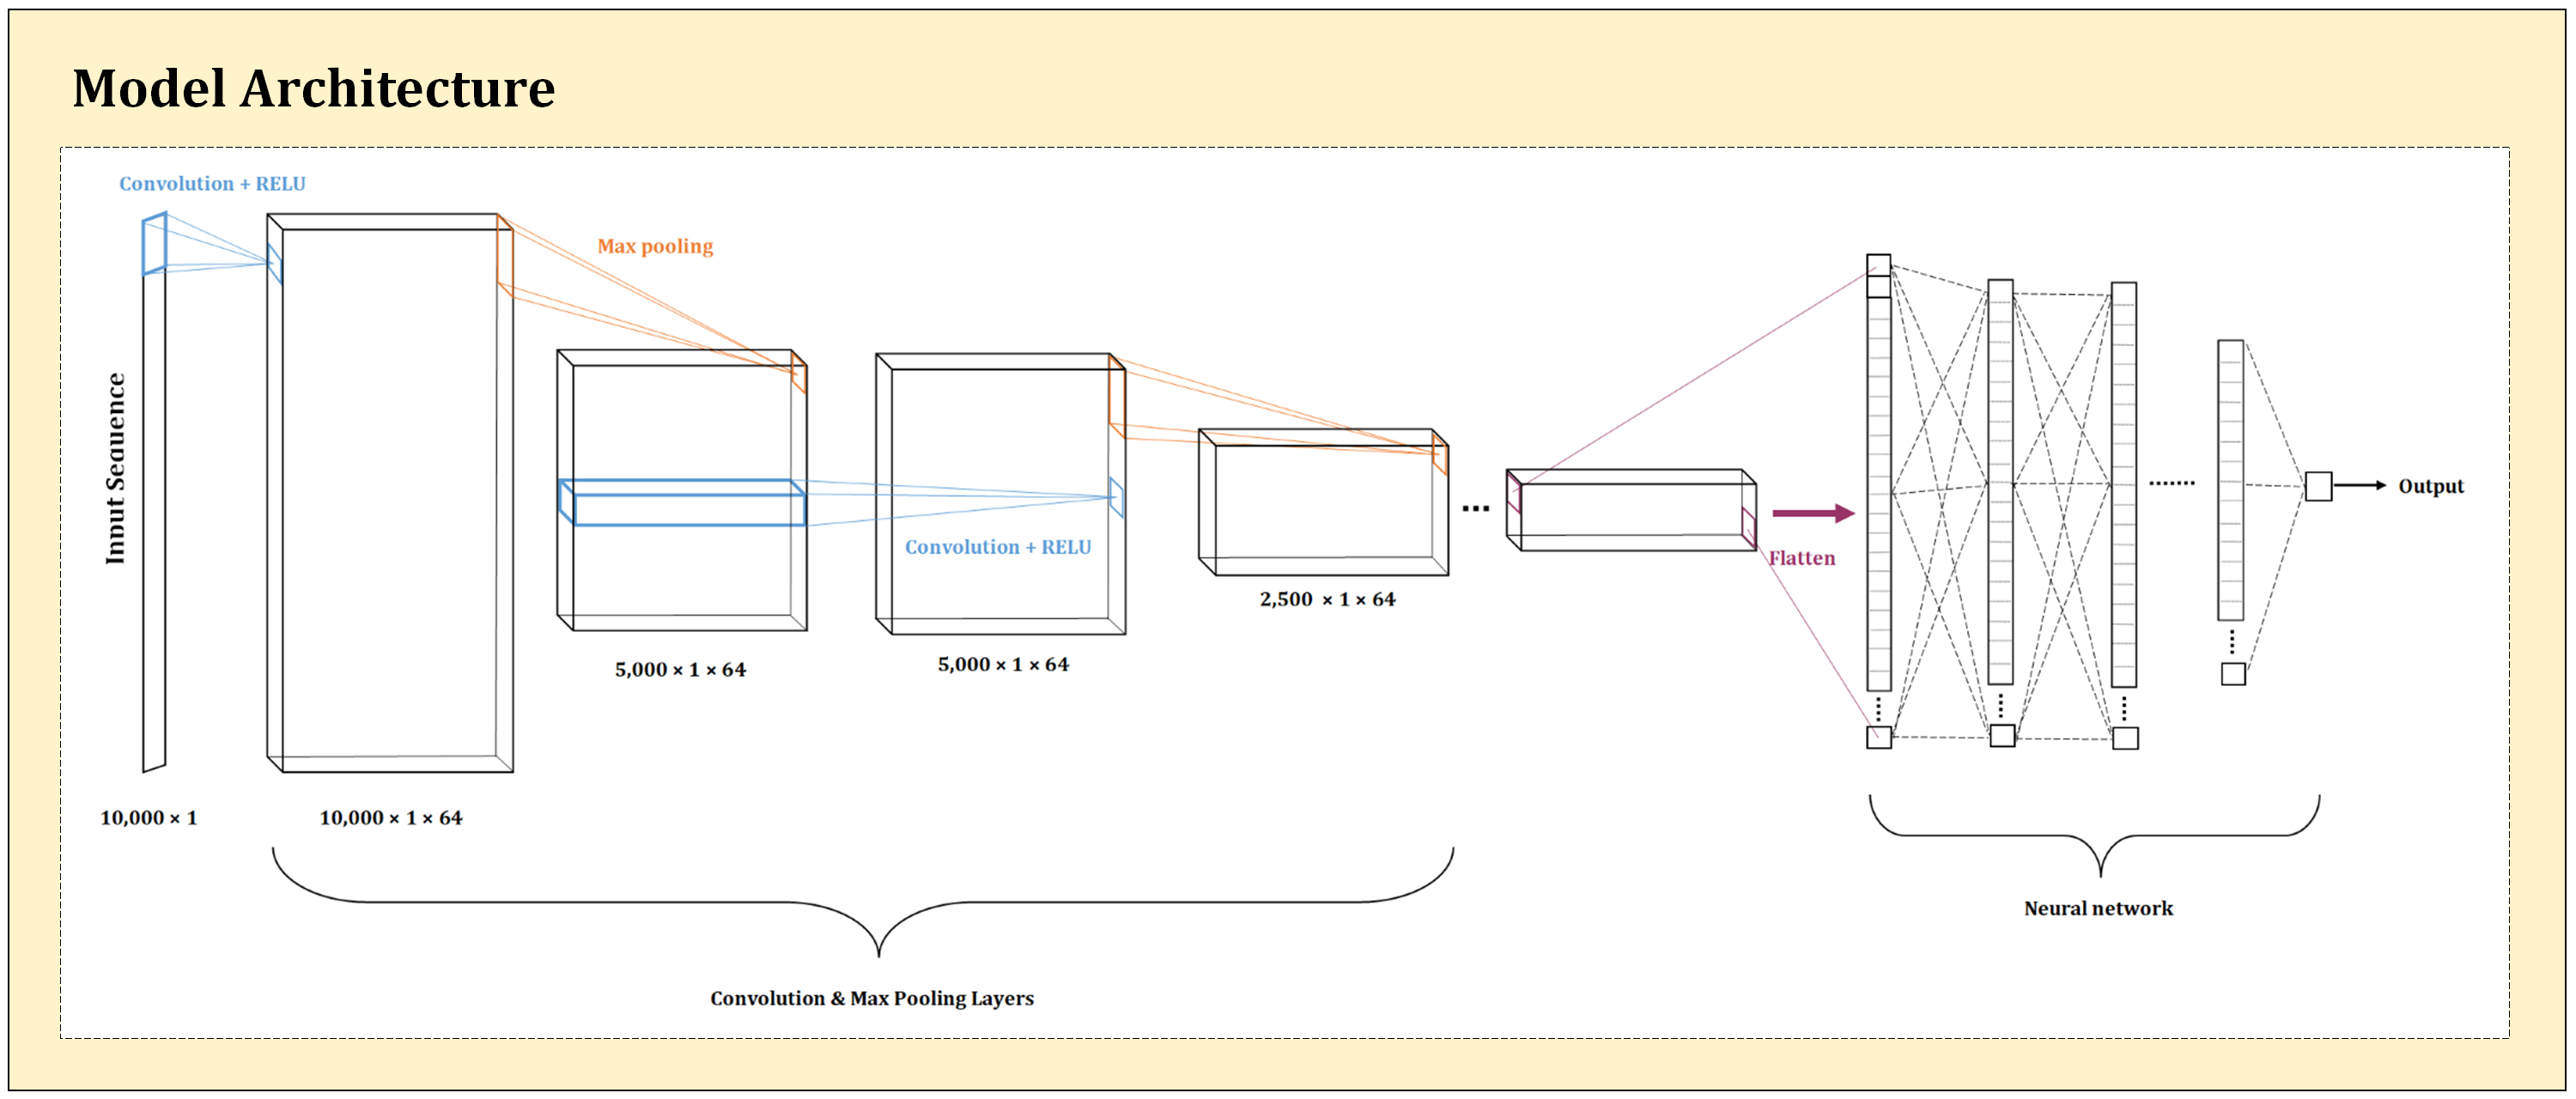 Model Architecture
Convolution + RELU
Max pooling
Innut Sequence
Convolution + RELU
Flatten
Output
2,500 × 1 × 64
5,000 × 1 × 64
5,000 × 1 × 64
10,000 × 1
10,000 × 1 × 64
Neural network
Convolution & Max Pooling Layers